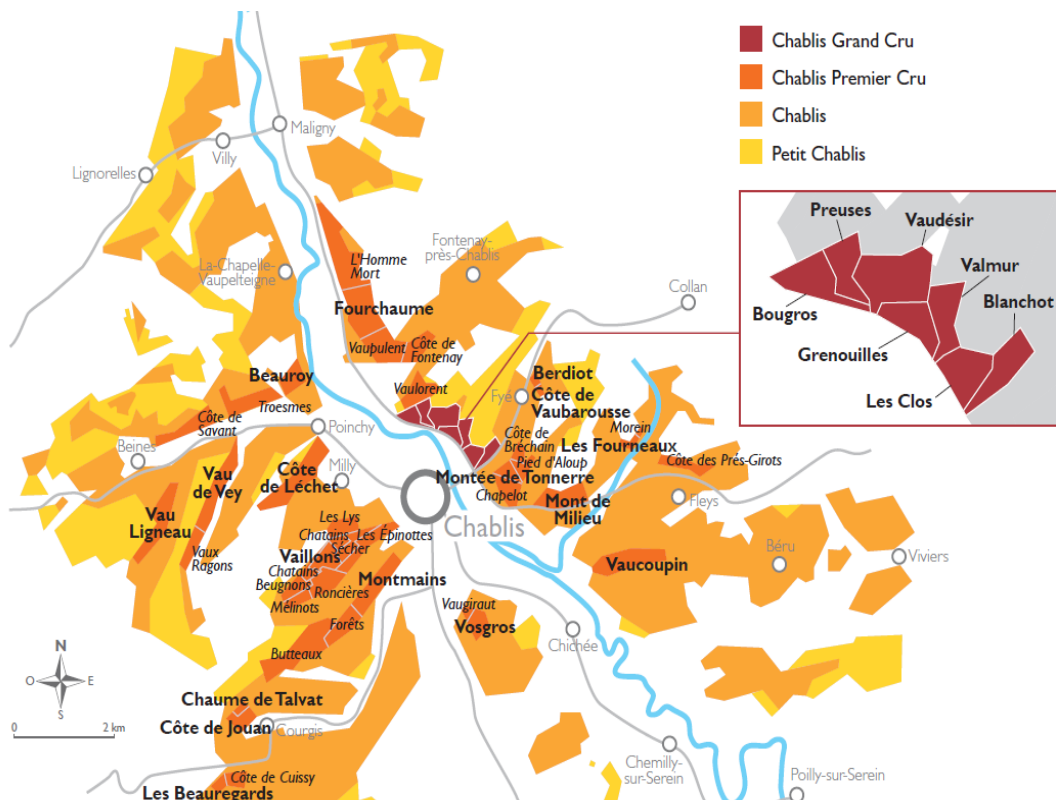 Chablis Grand Cru
Chablis Premier Cru
Chablis
Petit Chablis
Maligny
Villy
Lignorelles
Preuses
Vaudésir
Valmur
Blanchot
Bougros
Grenouilles
Les Clos
La-Chapelle-
Vaupelteigne
L'Homme
Mort
Fontenay-
près-Chablis
Collan
Fourchaume
Vaupulent
Côte de
Fontenay
Beauroy
Troesmes
Vaulorent
Fyé
Berdiot
Côte de
Vaubarousse
Côte de
Savant
Poinchy
Morein
Côte de
Bréchain
Les Fourneaux
Beines
Milly
Pied d'Aloup
Côte des Prés-Girots
Vau
de Vey
Côte
de Léchet
Montée de Tonnerre
Chapelot
Mont de
Milieu
Fleys
Vau
Ligneau
Chablis
Les Lys
Chatains
Les Épinottes
Sécher
Vaux
Ragons
Vaillons
Chatains
Beugnons
Roncières
Mélinots
Montmains
Vaucoupin
Béru
Viviers
Forêts
Vaugiraut
Vosgros
Chichée
Butteaux
N
O
E
S
0
2 km
Chaume de Talvat
Côte de Jouan
Courgis
Chemilly-
sur-Serein
Poilly-sur-Serein
Côte de Cuissy
Les Beauregards